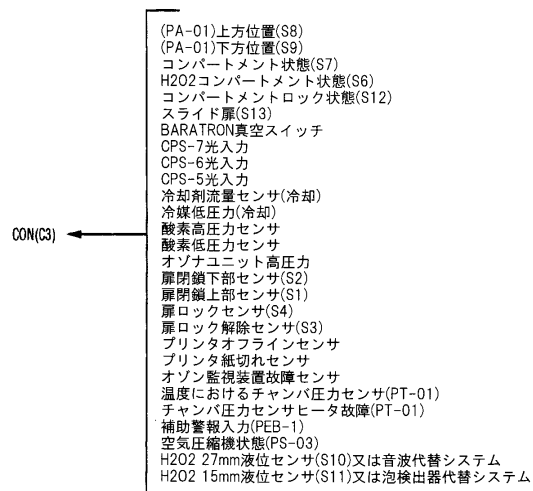 (PA-01)上方位置(S8)
(PA-01)下方位置(S9)
コンパートメント状態(S7)
H2O2コンパートメント状態(S6)
コンパートメントロック状態(S12)
スライド扉(S13)
BARATRON真空スイッチ
CPS-7光入力
CPS-6光入力
CPS-5光入力
冷却剤流量センサ(冷却)
冷媒低圧力(冷却)
酸素高圧力センサ
酸素低圧力センサ
オゾナユニット高圧力
扉閉鎖下部センサ(S2)
扉閉鎖上部センサ(S1)
扉ロックセンサ(S4)
扉ロック解除センサ(S3)
プリンタオフラインセンサ
プリンタ紙切れセンサ
オゾン監視装置故障センサ
温度におけるチャンバ圧力センサ(PT-01)
チャンバ圧力センサヒータ故障(PT-01)
補助警報入力(PEB-1)
空気圧縮機状態(PS-03)
H2O2 27mm液位センサ(S10)又は音波代替システム
H2O2 15mm液位センサ(S11)又は泡検出器代替システム
CON(C3)